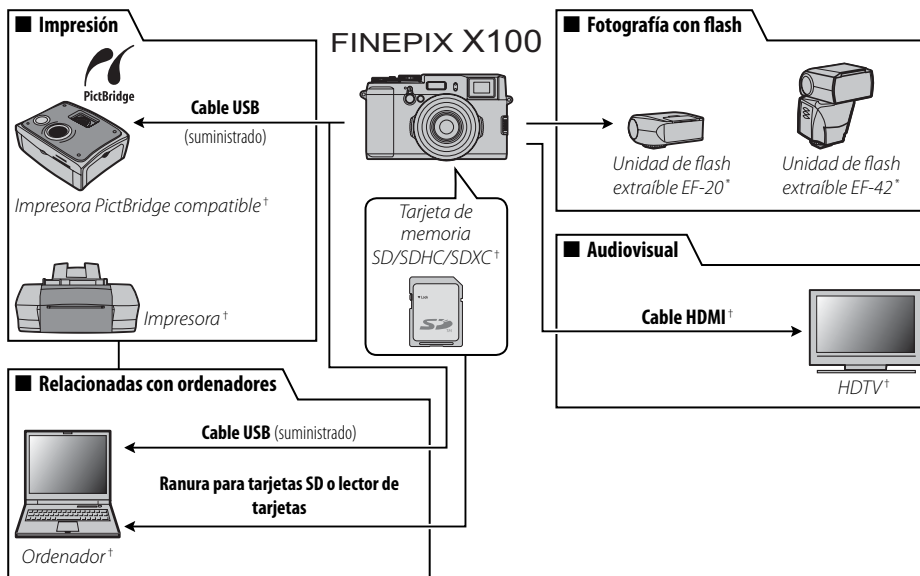 ■ Impresión
PictBridge
Cable USB
(suministrado)
Impresora PictBridge compatible†
Impresora†
FINEPIX X100
Tarjeta de
memoria
SD/SDHC/SDXC†
SD
■ Fotografía con flash
Unidad de flash
extraíble EF-20*
Unidad de flash
extraíble EF-42*
■ Audiovisual
Cable HDMI†
HDTV†
■ Relacionadas con ordenadores
Cable USB (suministrado)
Ranura para tarjetas SD o lector de
tarjetas
Ordenador†